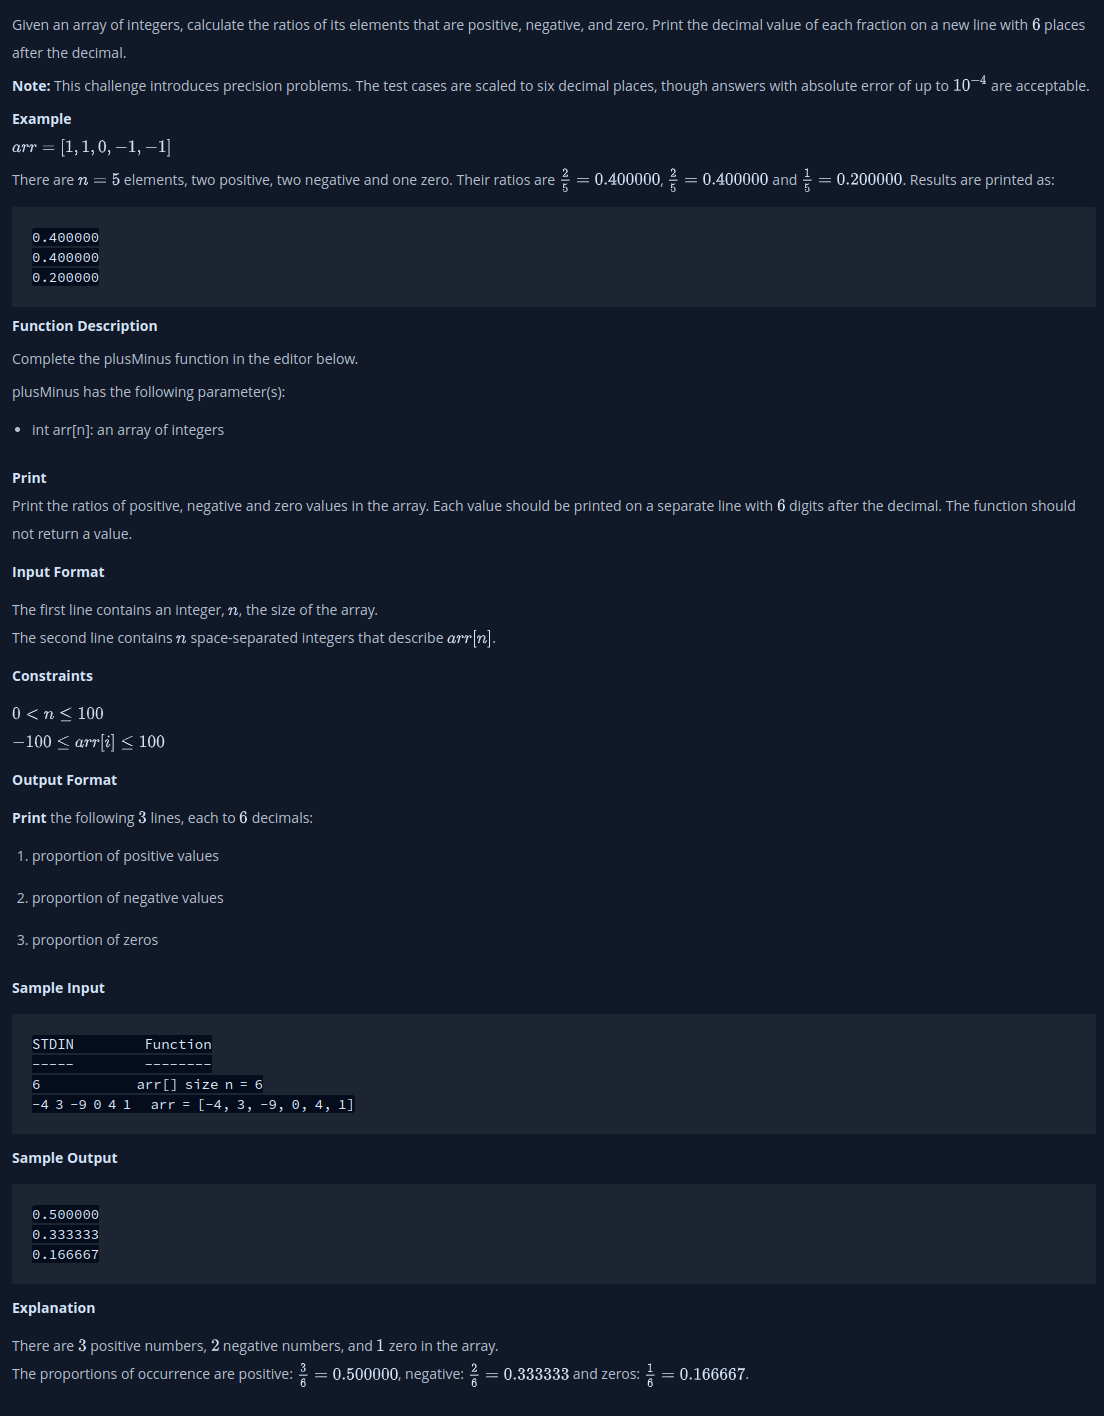 Given an array of integers, calculate the ratios of its elements that are positive, negative, and zero. Print the decimal value of each fraction on a new line with 6 places
after the decimal.
Note: This challenge introduces precision problems. The test cases are scaled to six decimal places, though answers with absolute error of up to 10^{-4} are acceptable.
Example
arr = [1, 1, 0, −1, −1]
There are n = 5 elements, two positive, two negative and one zero. Their ratios are 2/5 = 0.400000, 2/5 = 0.400000 and 1/5 = 0.200000. Results are printed as:
0.400000
0.400000
0.200000
Function Description
Complete the plusMinus function in the editor below.
plusMinus has the following parameter(s):
• int arr[n]: an array of integers
Print
Print the ratios of positive, negative and zero values in the array. Each value should be printed on a separate line with 6 digits after the decimal. The function should
not return a value.
Input Format
The first line contains an integer, n, the size of the array.
The second line contains n space-separated integers that describe arr[n].
Constraints
0 < n ≤ 100
−100 ≤ arr[i] ≤ 100
Output Format
Print the following 3 lines, each to 6 decimals:
1. proportion of positive values
2. proportion of negative values
3. proportion of zeros
Sample Input
STDIN Function
----- --------
6 arr[] size n = 6
-4 3 -9 0 4 1 arr = [-4, 3, -9, 0, 4, 1]
Sample Output
0.500000
0.333333
0.166667
Explanation
There are 3 positive numbers, 2 negative numbers, and 1 zero in the array.
The proportions of occurrence are positive: 3/6 = 0.500000, negative: 2/6 = 0.333333 and zeros: 1/6 = 0.166667.